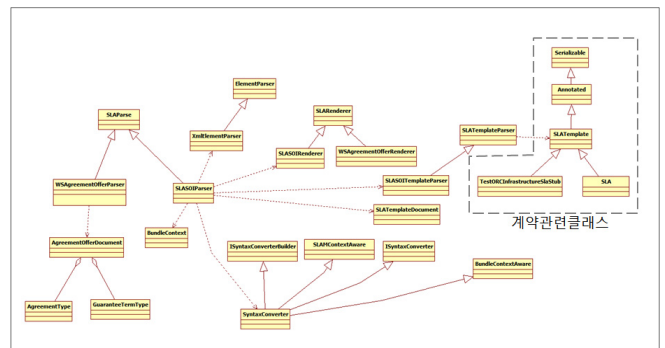 Serializable
ElementParser
Annotated
SLAParse
SLARenderer
XmlElementParser
SLATemplateParser
SLATemplate
SLASOIRenderer
WSAgreementOfferRenderer
WSAgreementOfferParser
SLASOIParser
SLASOITemplateParser
TestORCInfrastructureSlaStub
SLA
SLATemplateDocument
계약관련클래스
BundleContext
AgreementOfferDocument
ISyntaxConverterBuilder
SLAMContextAware
ISyntaxConverter
BundleContextAware
AgreementType
GuaranteeTermType
SyntaxConverter